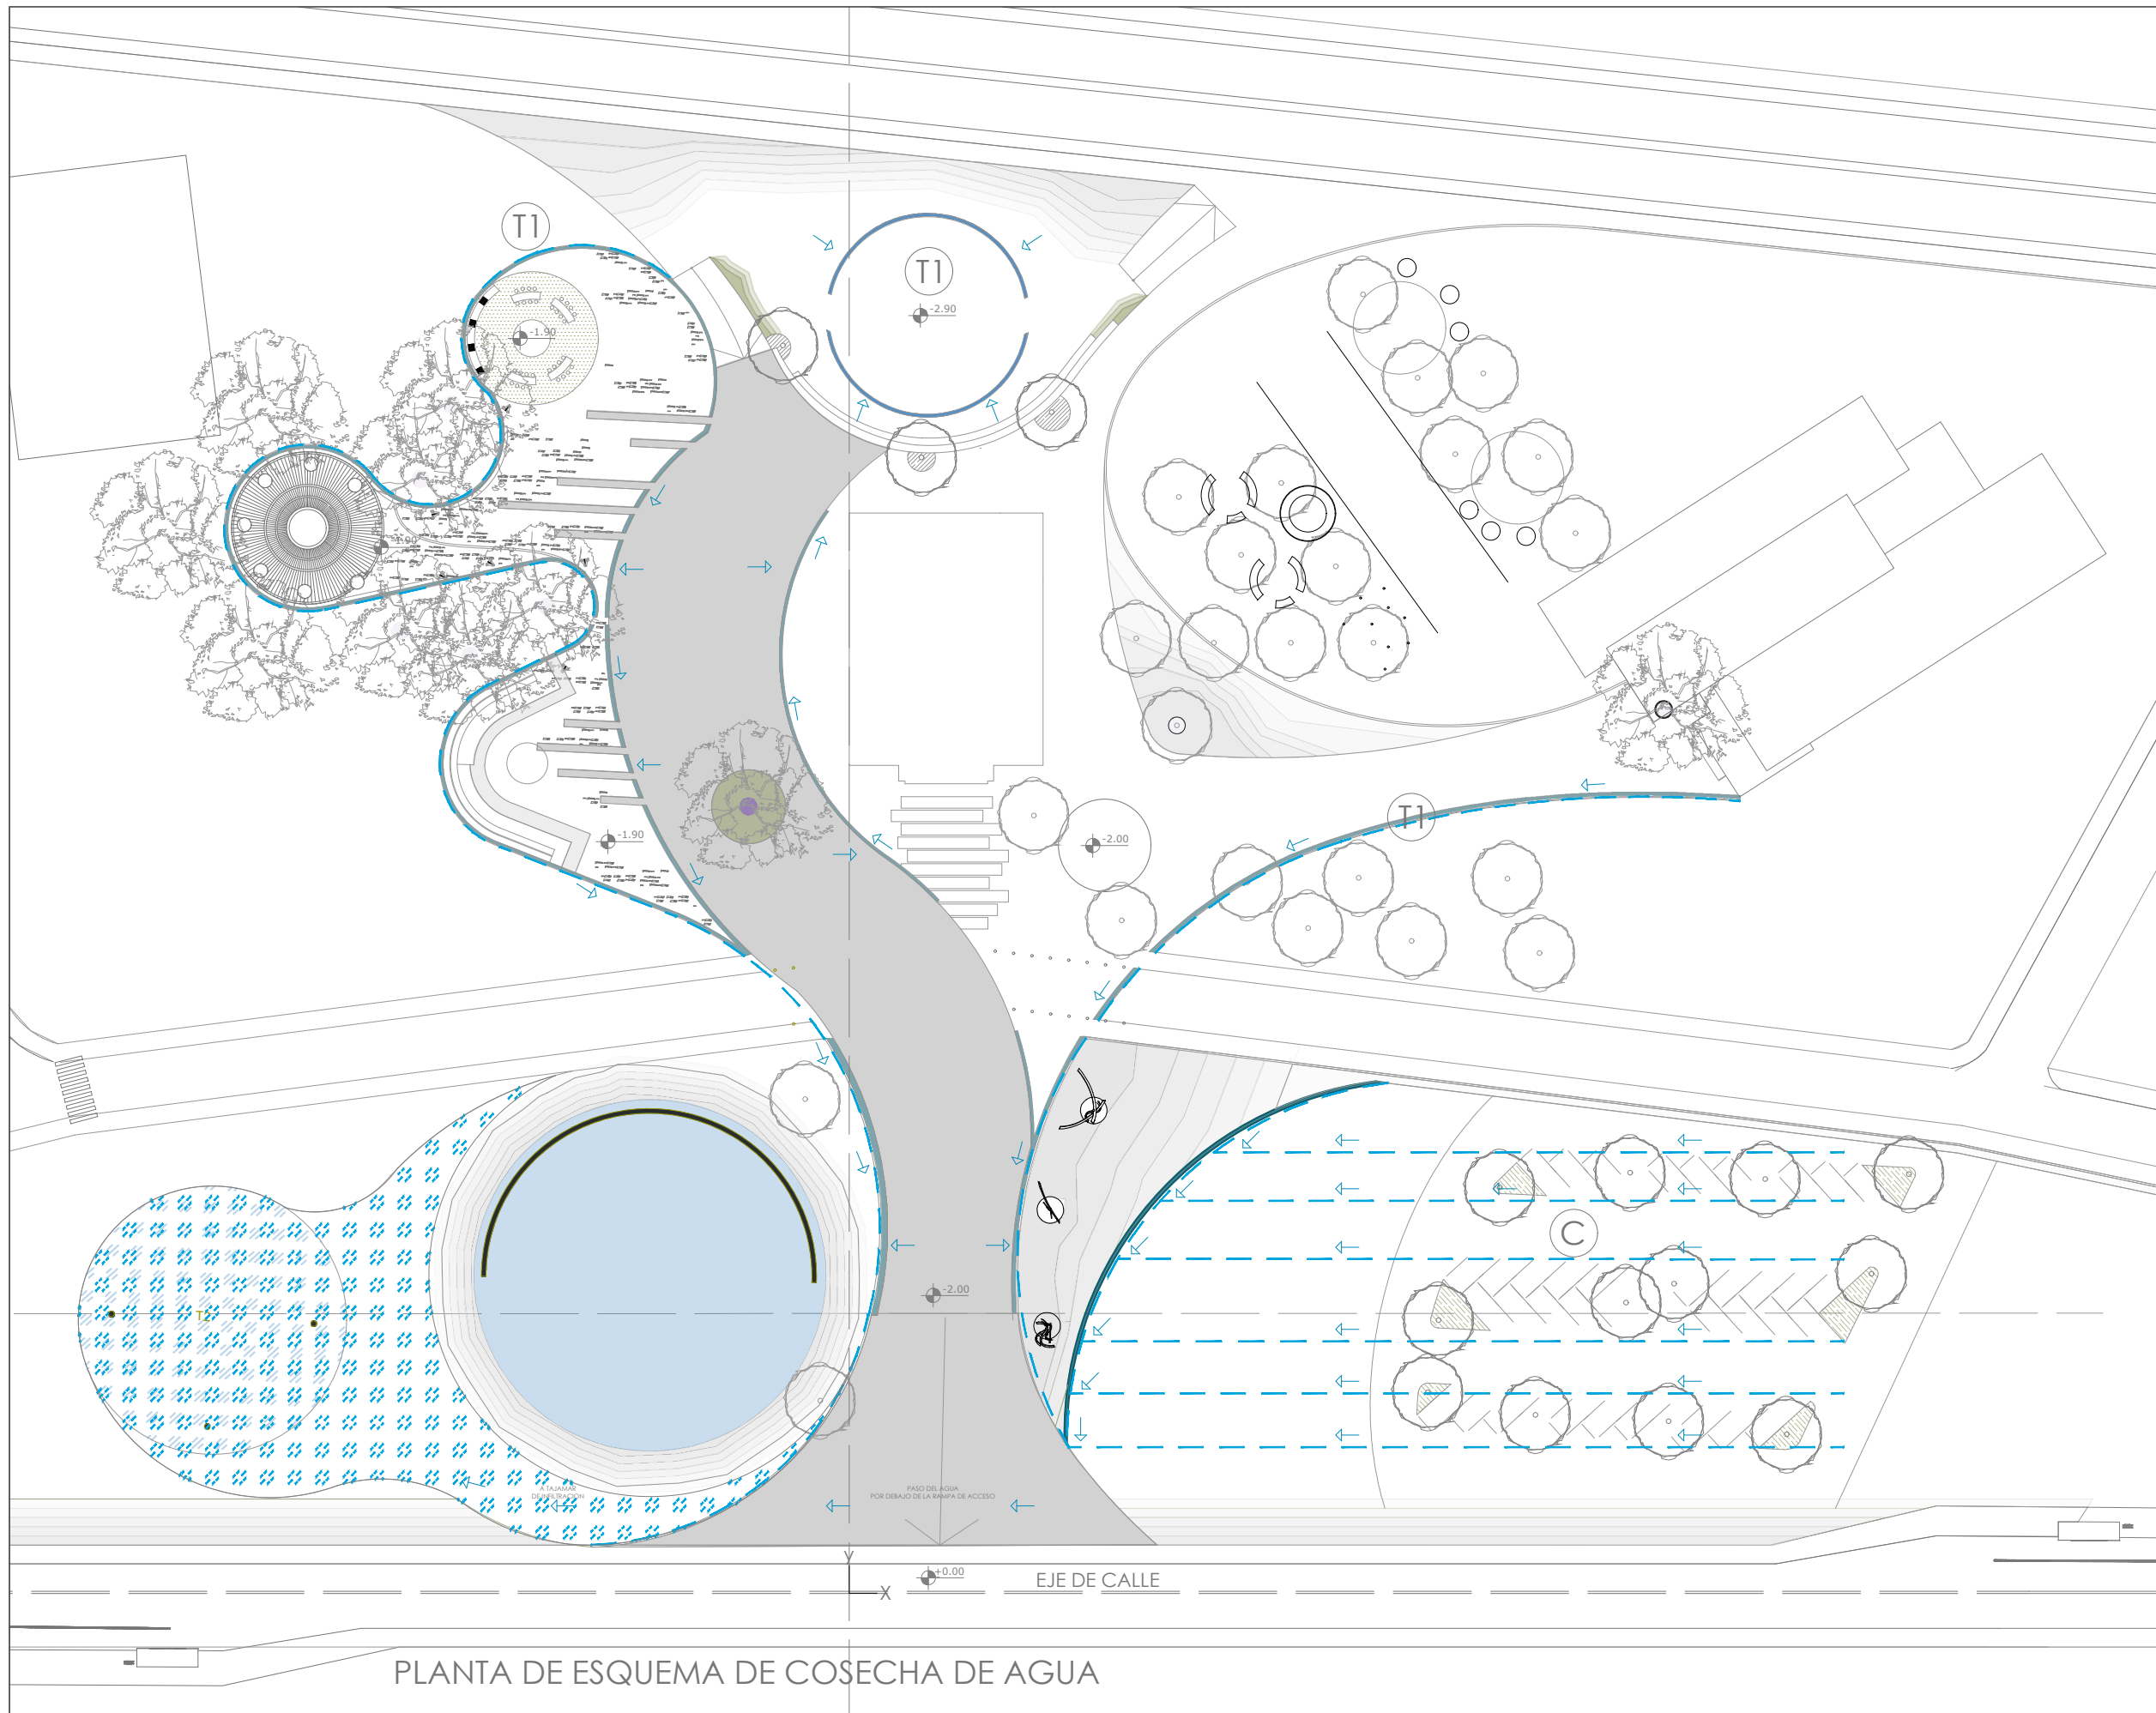 T1
T1
-2.90
-1.90
-1.90
-2.00
T1
C
-2.00
T2
A TAJAMAR
DE INFILTRACION
PASO DEL AGUA
POR DEBAJO DE LA RAMPA DE ACCESO
Y
X
+0.00
EJE DE CALLE
PLANTA DE ESQUEMA DE COSECHA DE AGUA